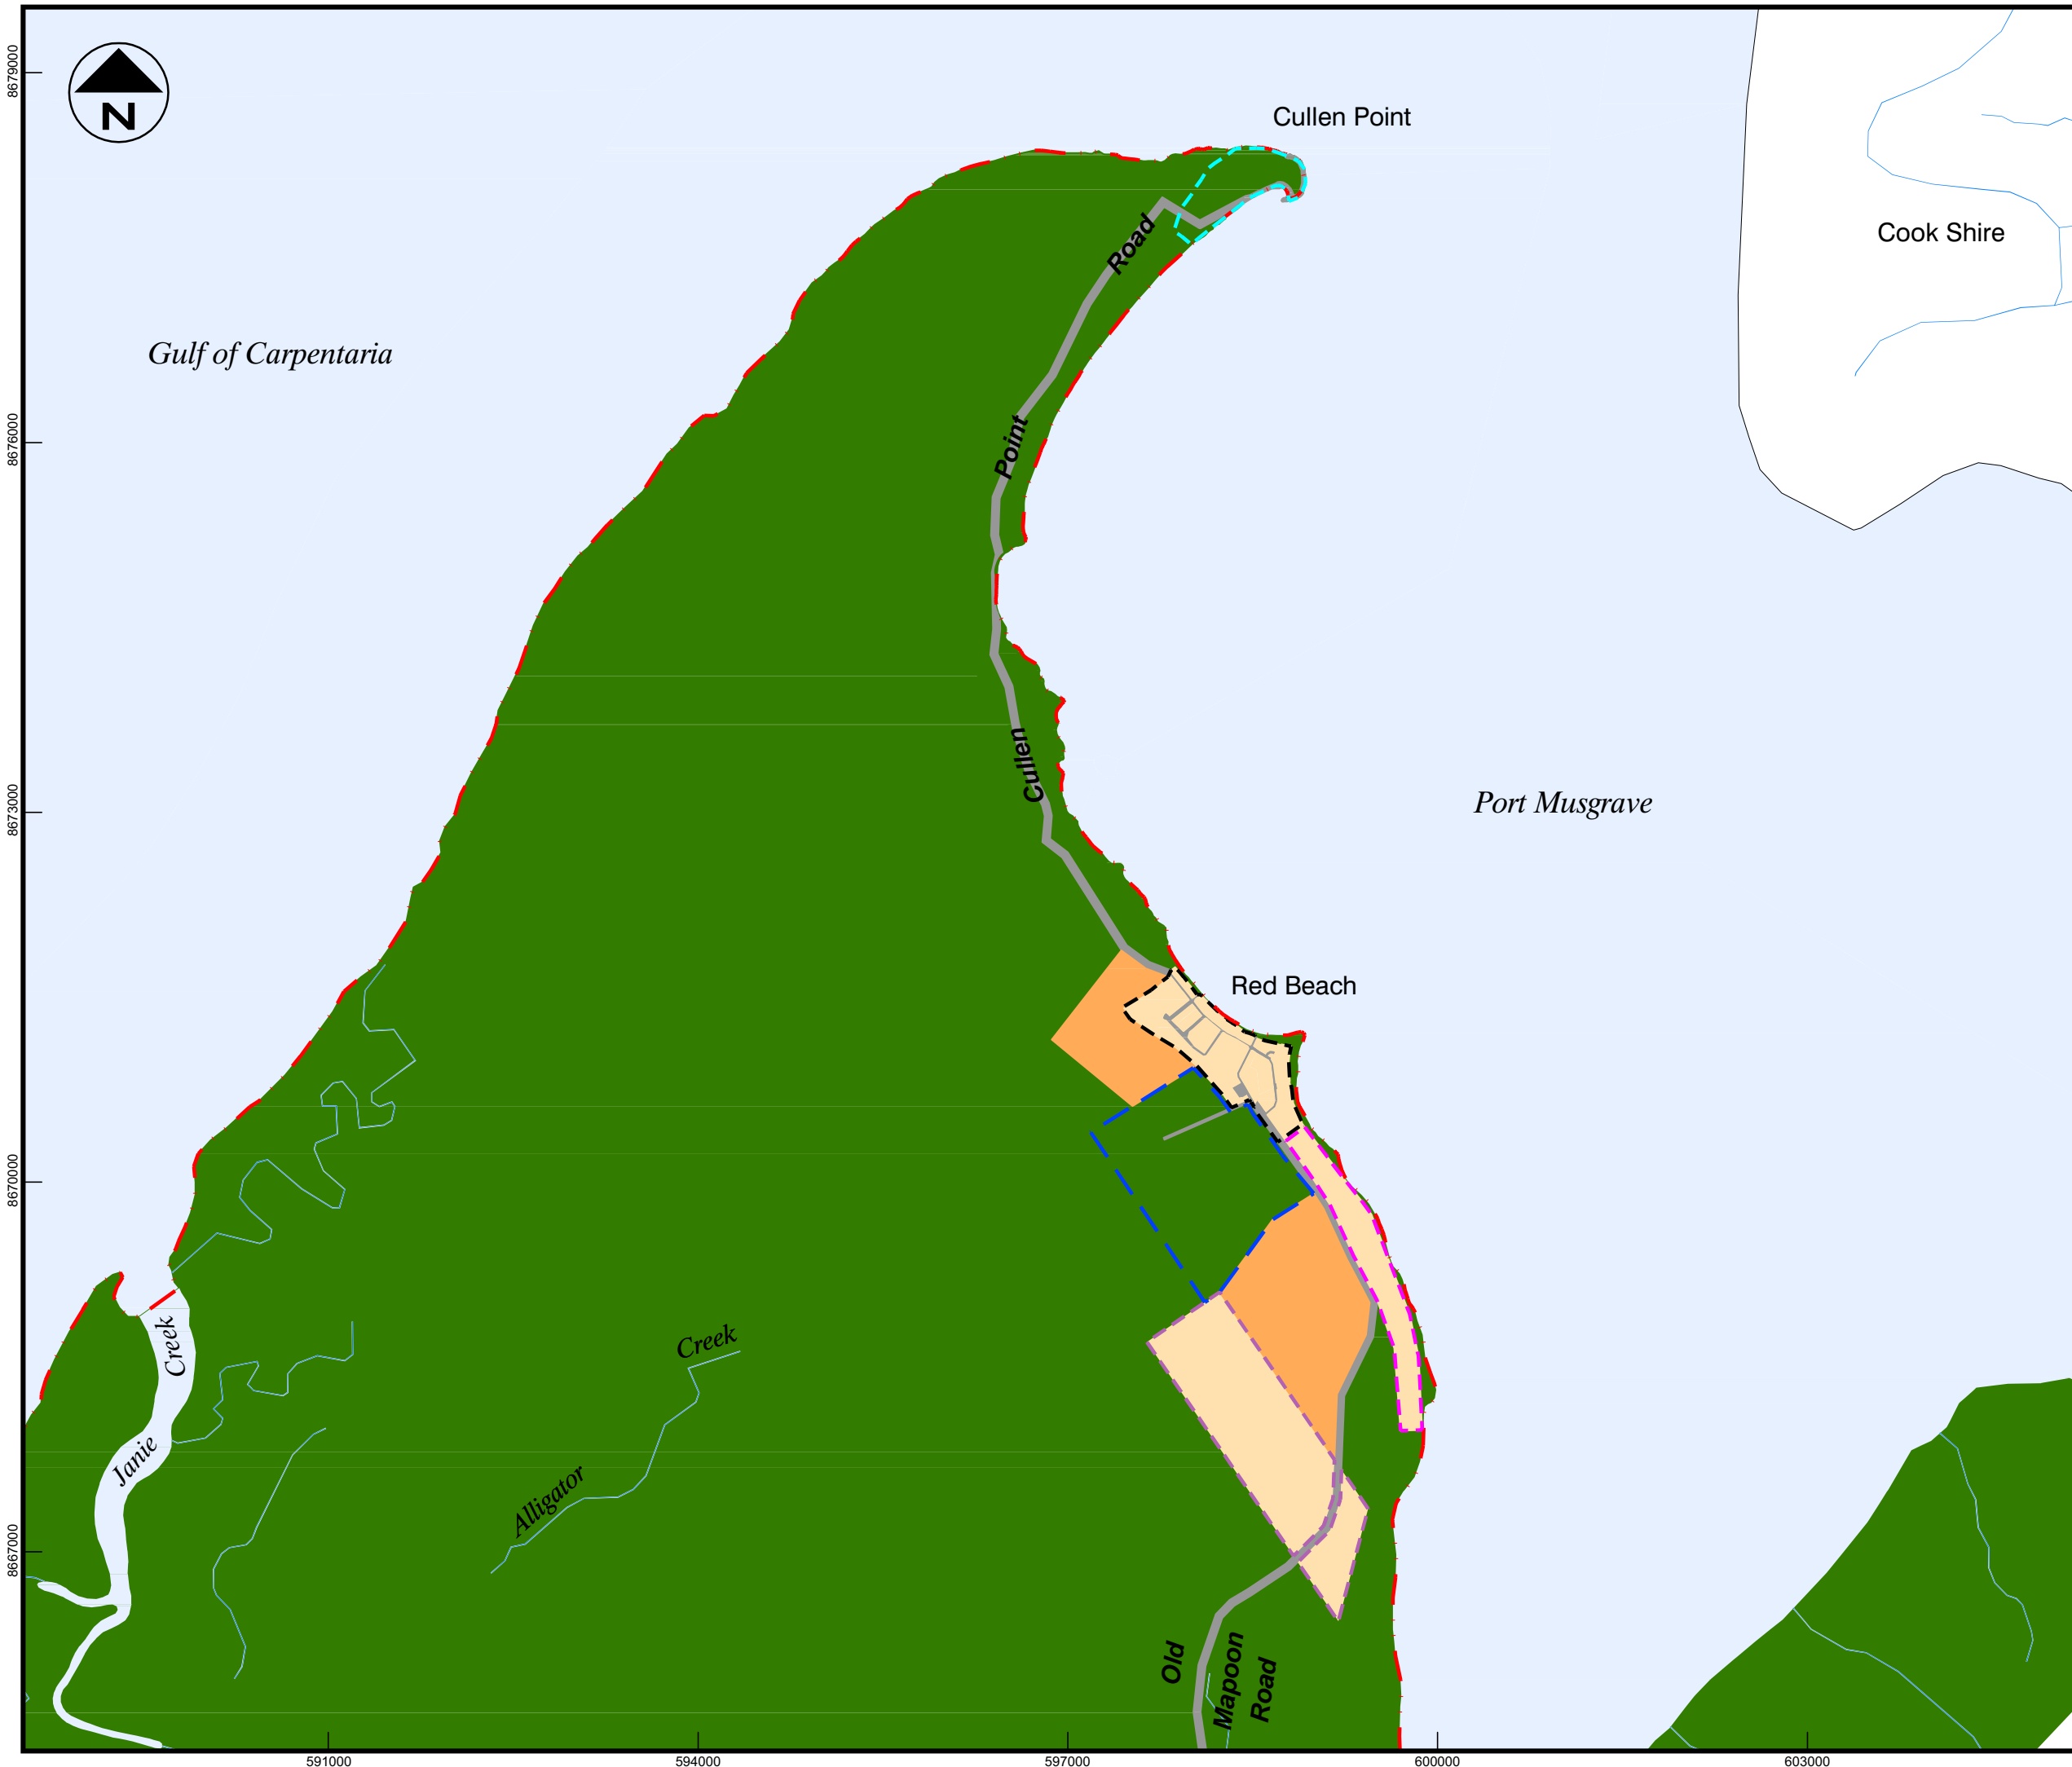 8679000
N
Cullen Point
Cook Shire
Road
Gulf of Carpentaria
8676000
Point
Port Musgrave
Cullen
8673000
Red Beach
8670000
Creek
Janie
Creek
Alligator
8667000
Old
Mapoon
Road
591000
594000
597000
600000
603000